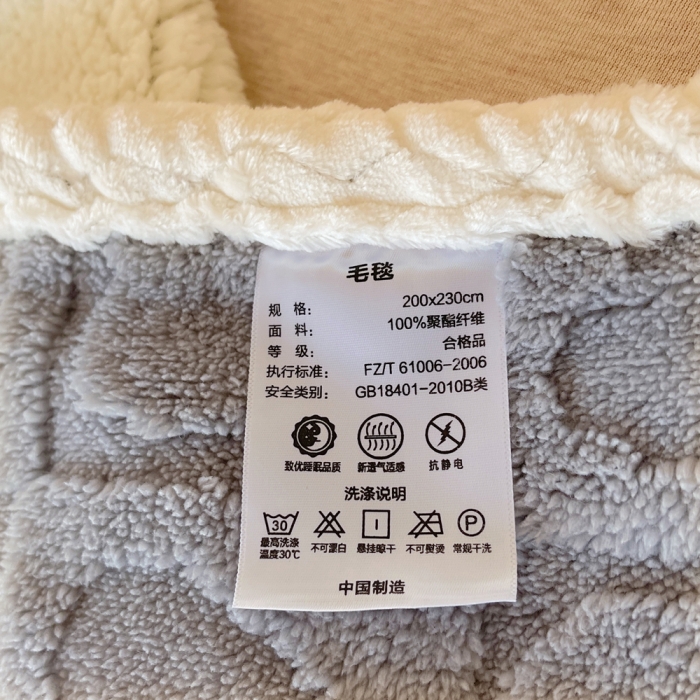 毛毯
规 格： 200x230cm
面 料： 100%聚酯纤维
等 级： 合格品
执行标准： FZ/T 61006-2006
安全类别： GB18401-2010B类
致优睡眠品质 新透气适感 抗静电
洗涤说明
30 P
最高洗涤 不可漂白 悬挂晾干 不可熨烫 常规干洗
温度30℃
中国制造